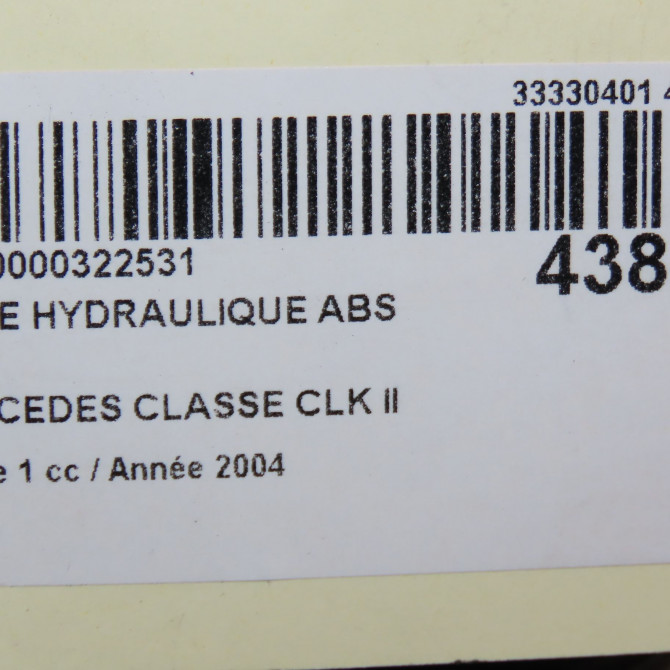 33330401 4
0000322531
438
E HYDRAULIQUE ABS
CEDES CLASSE CLK II
e 1 cc / Année 2004